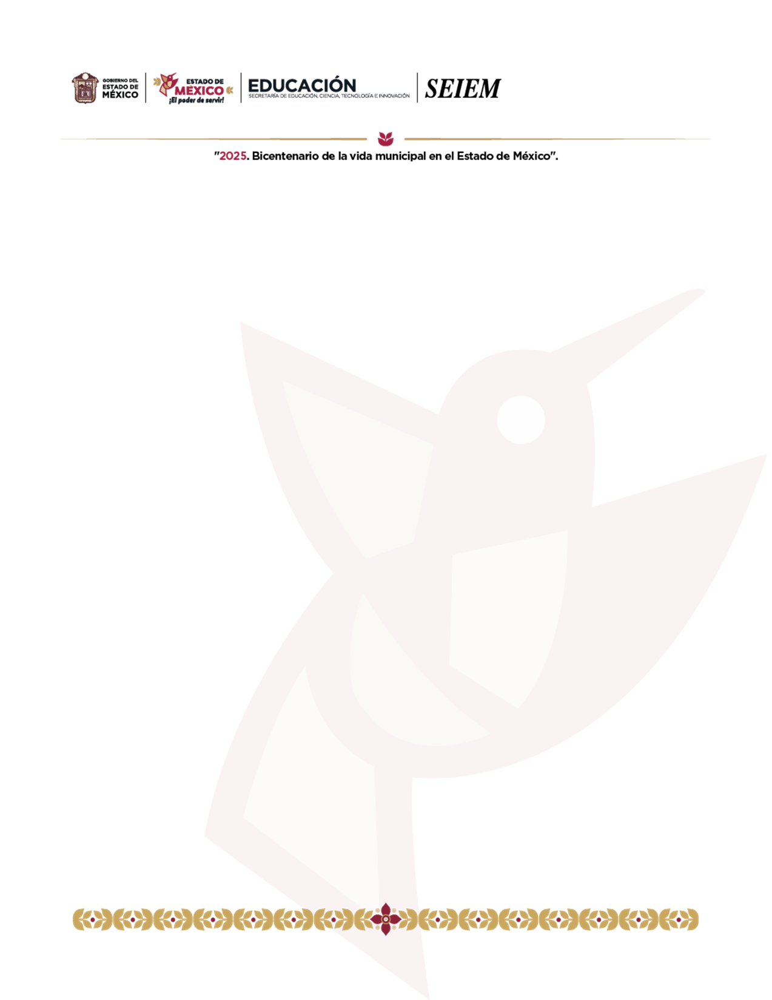 GOBIERNO DEL
ESTADO DE
MÉXICO
ESTADO DE
MÉXICO
¡El poder de servir!
EDUCACIÓN
SECRETARÍA DE EDUCACIÓN, CIENCIA, TECNOLOGÍA E INNOVACIÓN
SEIEM
"2025. Bicentenario de la vida municipal en el Estado de México".